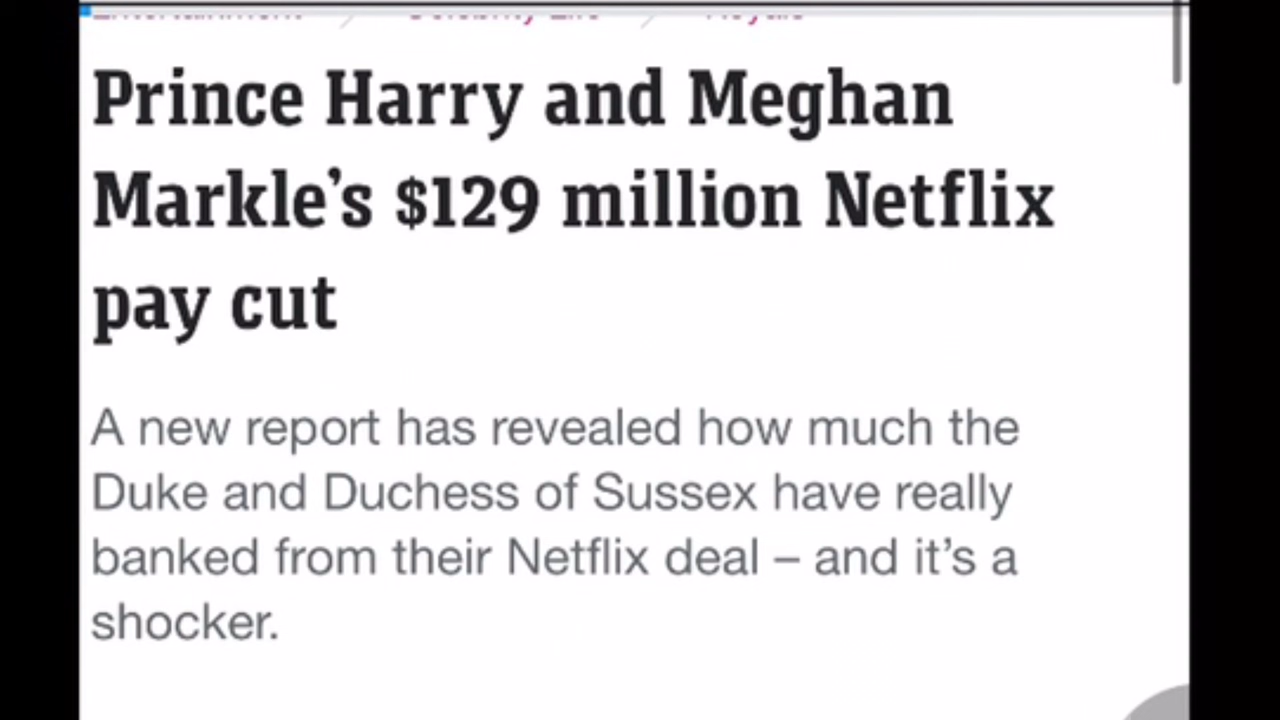 Prince Harry and Meghan
Markle’s $129 million Netflix
pay cut
A new report has revealed how much the
Duke and Duchess of Sussex have really
banked from their Netflix deal – and it’s a
shocker.